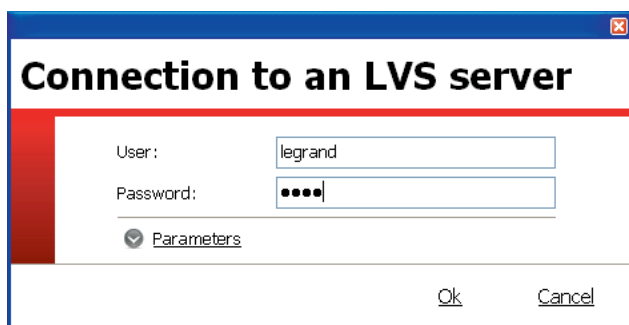 Connection to an LVS server
User: legrand
Password: ●●●●
Parameters
Ok Cancel